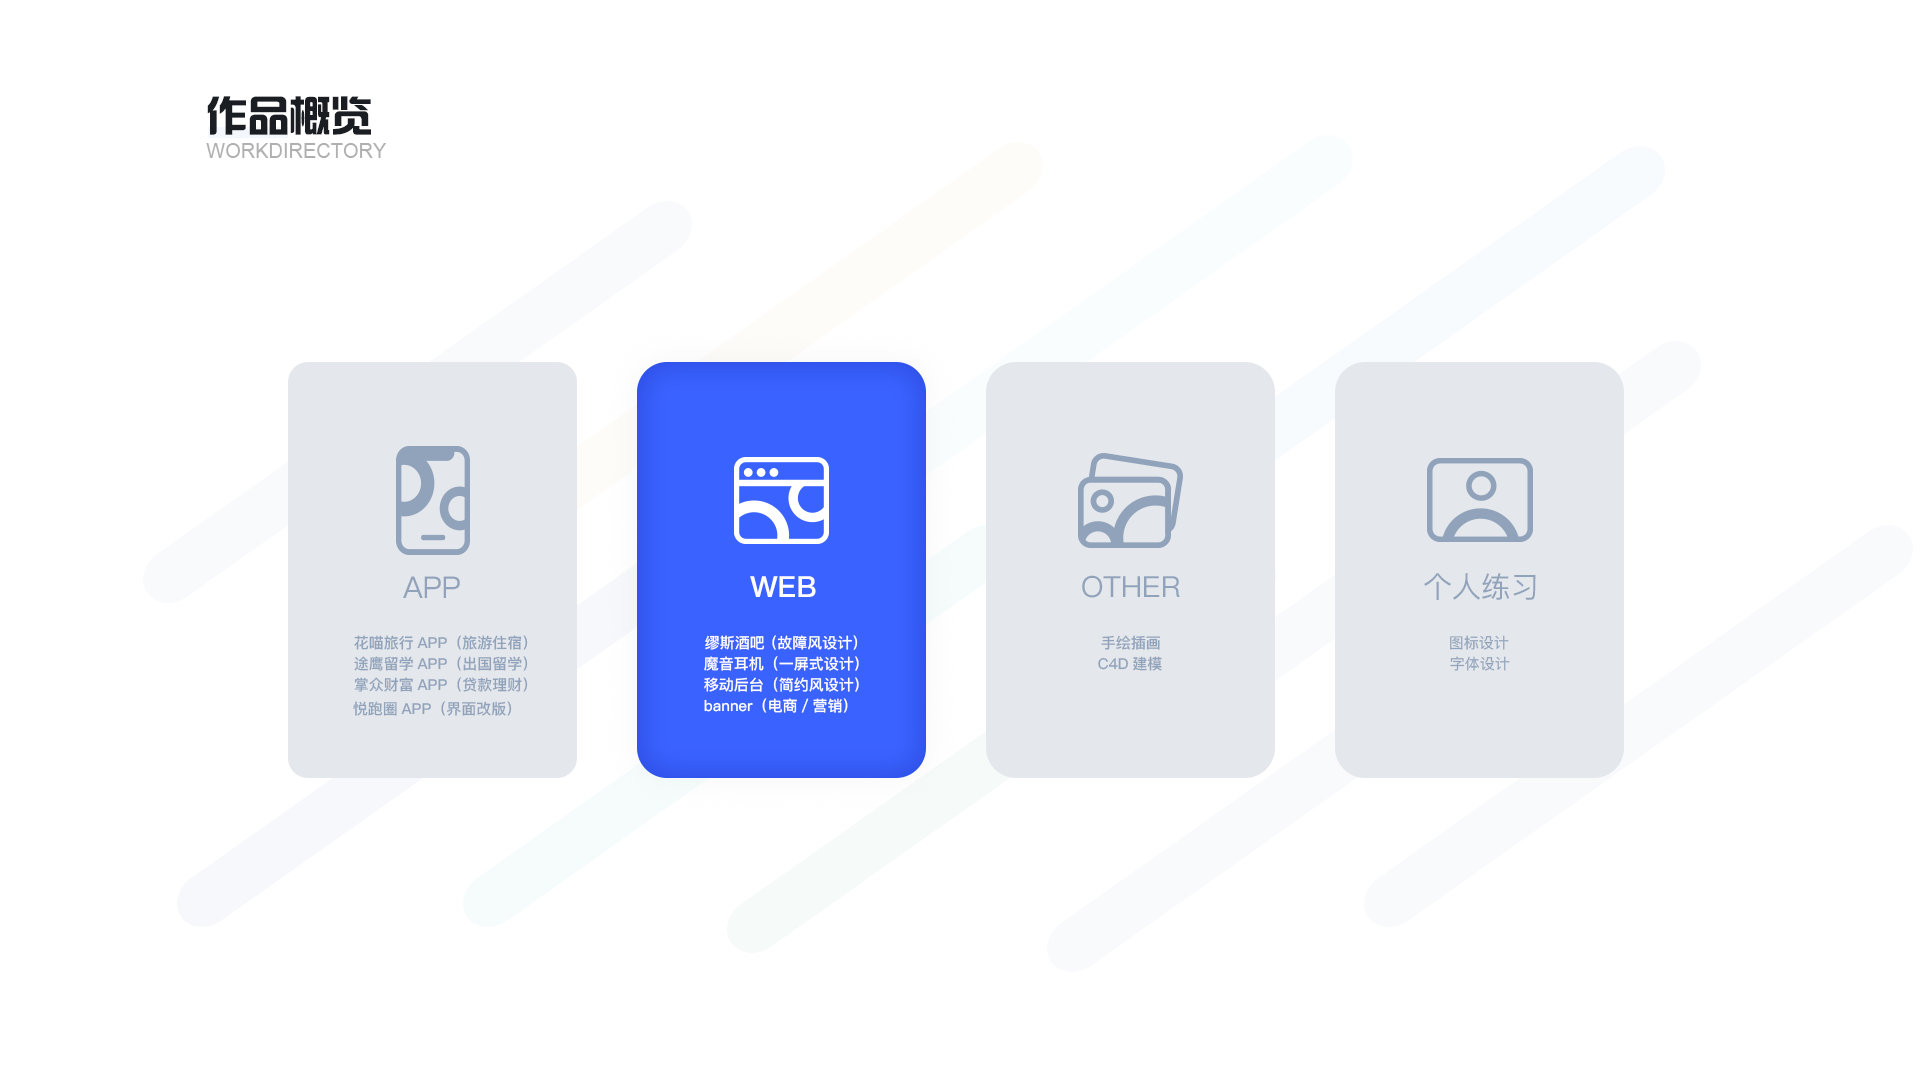 作品概览
WORKDIRECTORY
APP
花喵旅行 APP（旅游住宿）
途鹰留学 APP（出国留学）
掌众财富 APP（贷款理财）
悦跑圈 APP（界面改版）
WEB
缪斯酒吧（故障风设计）
魔音耳机（一屏式设计）
移动后台（简约风设计）
banner（电商 / 营销）
OTHER
手绘插画
C4D 建模
个人练习
图标设计
字体设计